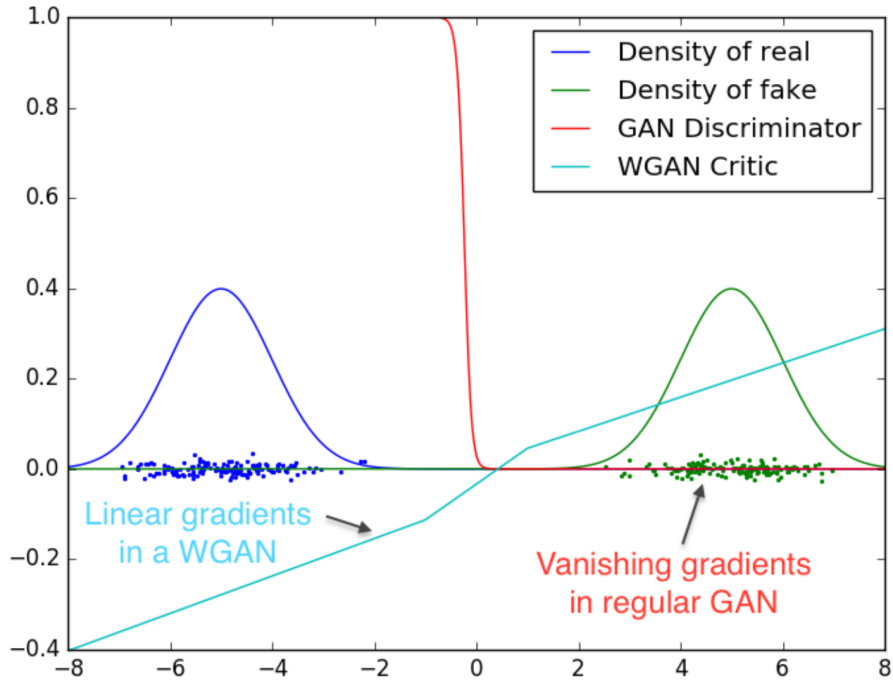 1.0
0.8
0.6
0.4
0.2
0.0
−0.2
−0.4
Density of real
Density of fake
GAN Discriminator
WGAN Critic
Linear gradients
in a WGAN
Vanishing gradients
in regular GAN
−8 −6 −4 −2 0 2 4 6 8